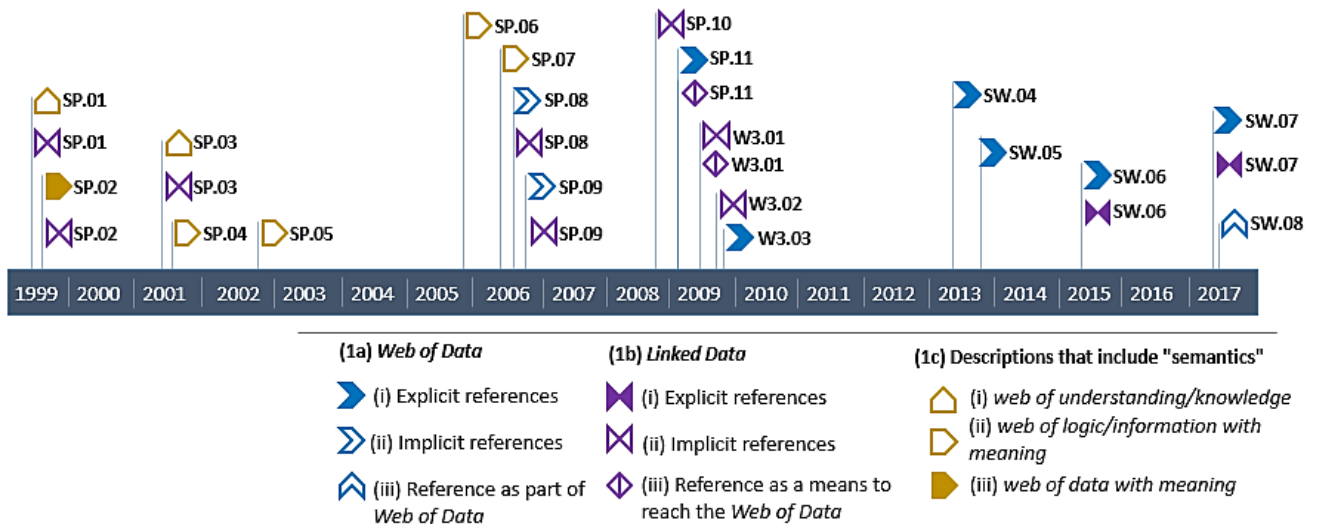 SP.06
SP.10
SP.07
SP.11
SP.01
SP.08
SP.11
SW.04
SP.01
SP.03
SP.08
W3.01
SW.05
SW.07
SP.02
SP.03
SP.09
W3.01
SW.06
SW.07
SP.02
SP.04
SP.05
SP.09
W3.02
SW.06
SW.08
W3.03
1999 2000 2001 2002 2003 2004 2005 2006 2007 2008 2009 2010 2011 2012 2013 2014 2015 2016 2017
(1a) Web of Data
(i) Explicit references
(ii) Implicit references
(iii) Reference as part of
Web of Data
(1b) Linked Data
(i) Explicit references
(ii) Implicit references
(iii) Reference as a means to
reach the Web of Data
(1c) Descriptions that include "semantics"
(i) web of understanding/knowledge
(ii) web of logic/information with
meaning
(iii) web of data with meaning